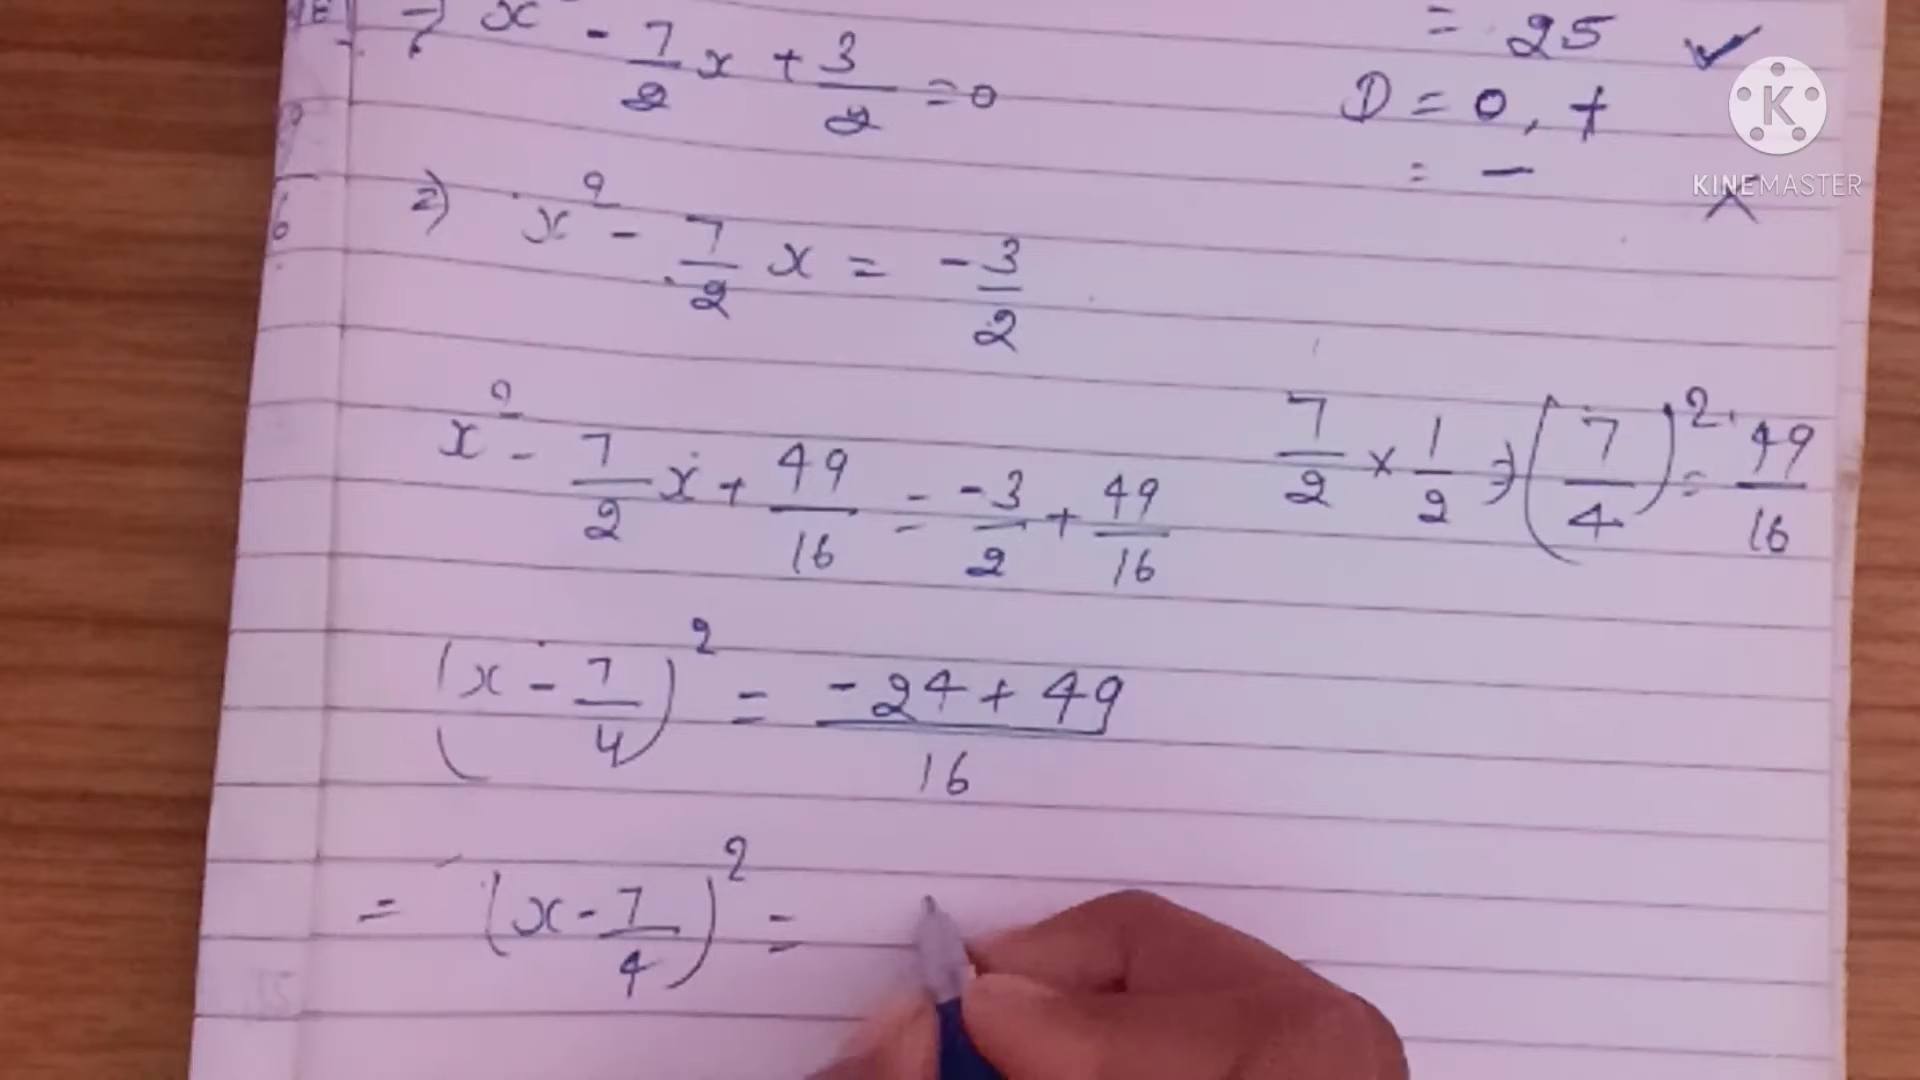 x - 7/2 x + 3/2 = 0
= 25 ✓
D = 0, +
= -
KINEMASTER
2) x² - 7/2 x = -3/2
x² - 7/2 x + 49/16 = -3/2 + 49/16
7/2 × 1/2 ⇒ (7/4)² = 49/16
(x - 7/4)² = (-24 + 49)/16
= (x - 7/4)² =